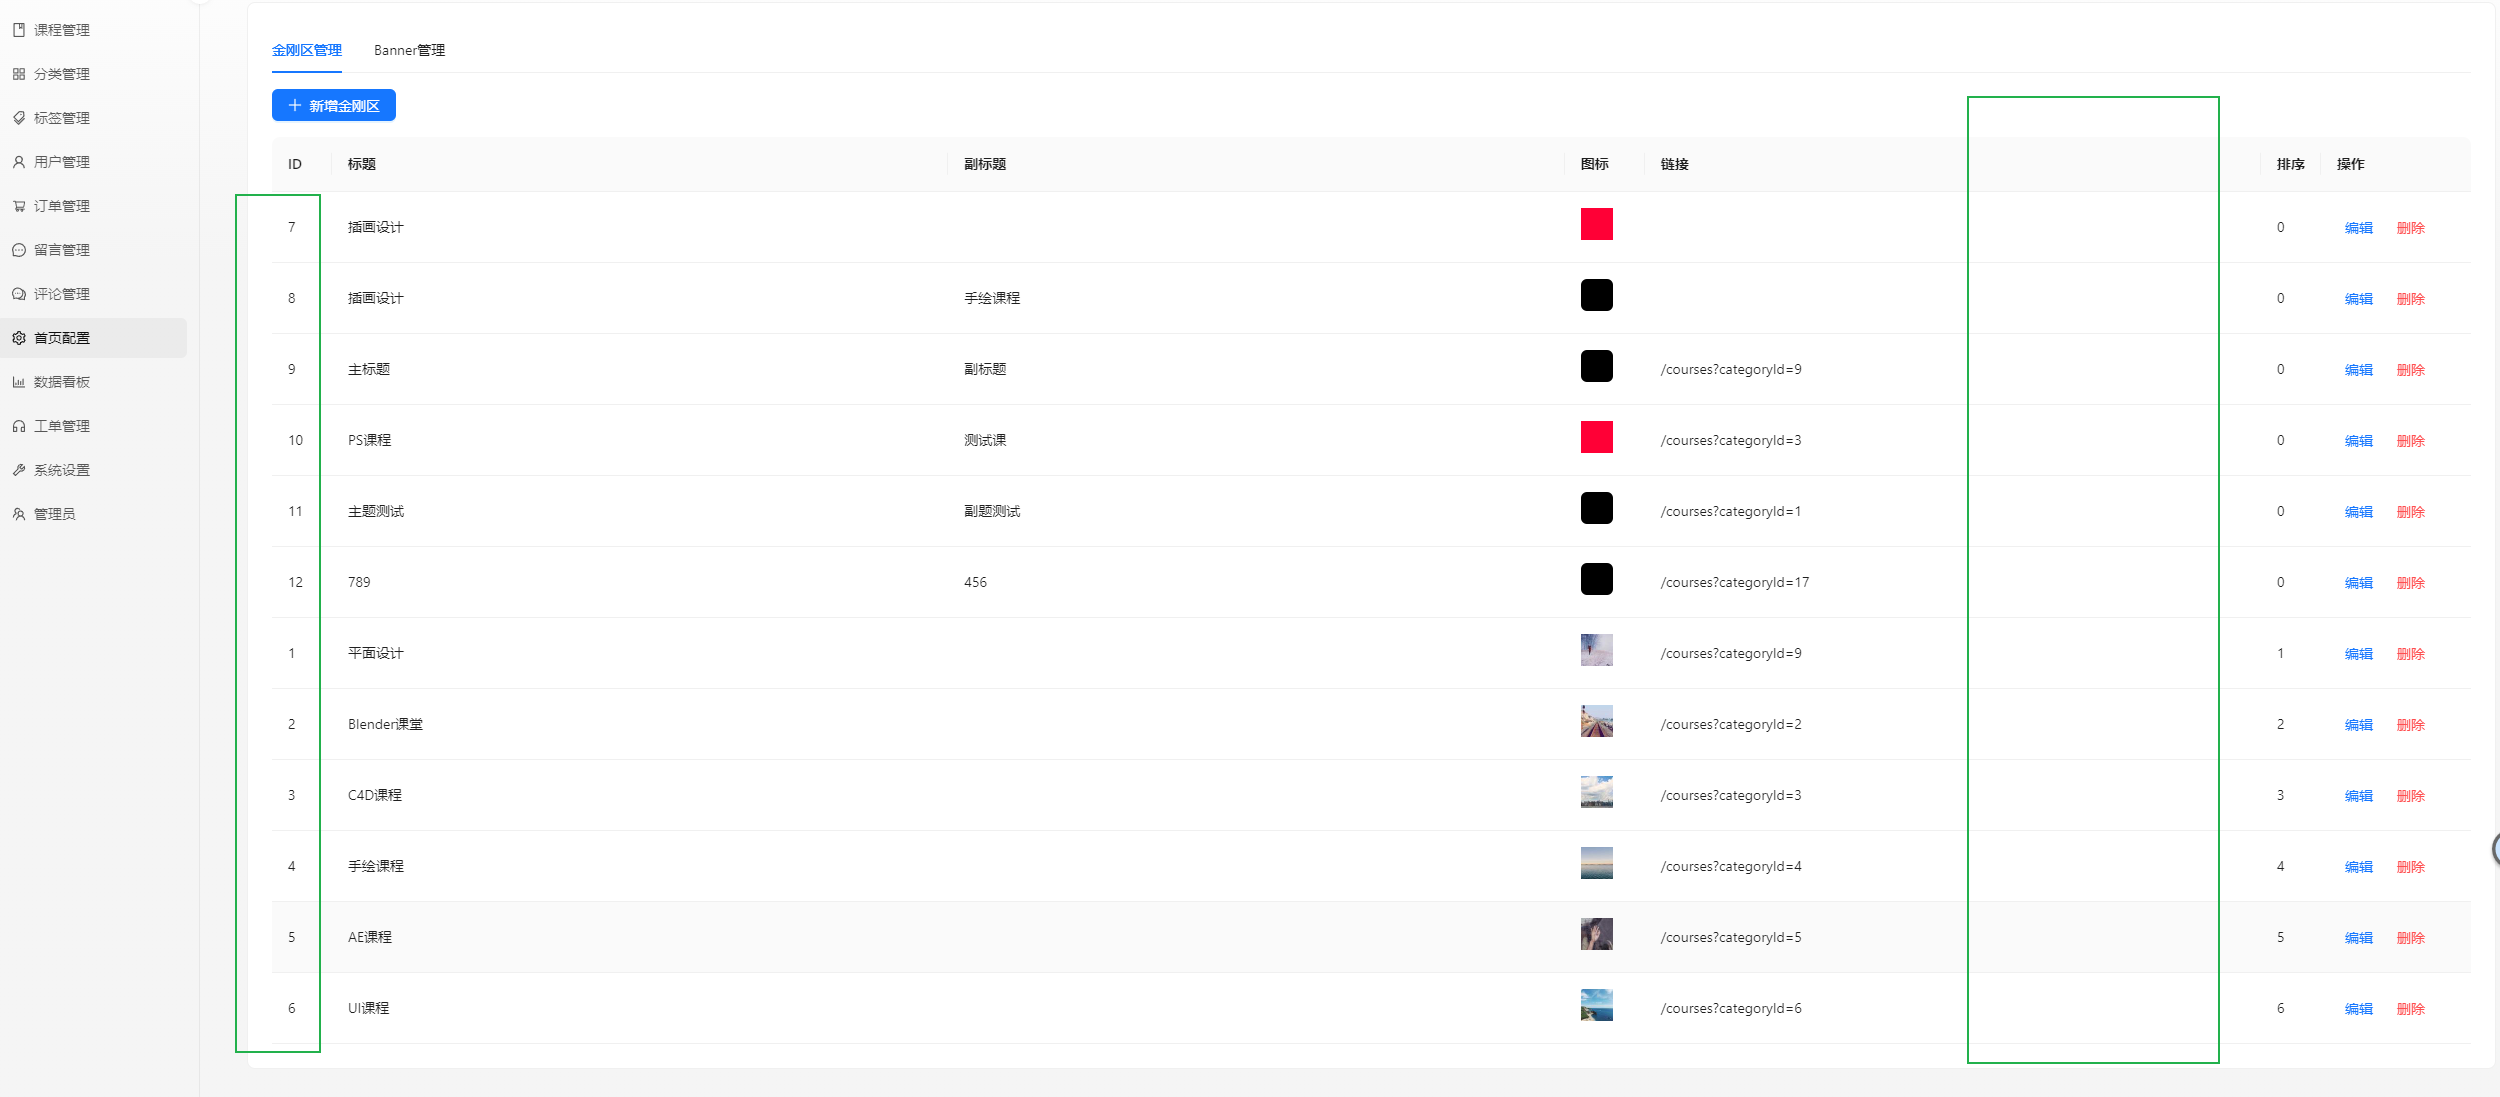 课程管理
分类管理
标签管理
用户管理
订单管理
留言管理
评论管理
首页配置
数据看板
工单管理
系统设置
管理员
金刚区管理 Banner管理
新增金刚区
ID 标题 副标题 图标 链接 排序 操作
7 插画设计 0 编辑 删除
8 插画设计 手绘课程 0 编辑 删除
9 主标题 副标题 /courses?categoryId=9 0 编辑 删除
10 PS课程 测试课 /courses?categoryId=3 0 编辑 删除
11 主题测试 副题测试 /courses?categoryId=1 0 编辑 删除
12 789 456 /courses?categoryId=17 0 编辑 删除
1 平面设计 /courses?categoryId=9 1 编辑 删除
2 Blender课堂 /courses?categoryId=2 2 编辑 删除
3 C4D课程 /courses?categoryId=3 3 编辑 删除
4 手绘课程 /courses?categoryId=4 4 编辑 删除
5 AE课程 /courses?categoryId=5 5 编辑 删除
6 UI课程 /courses?categoryId=6 6 编辑 删除